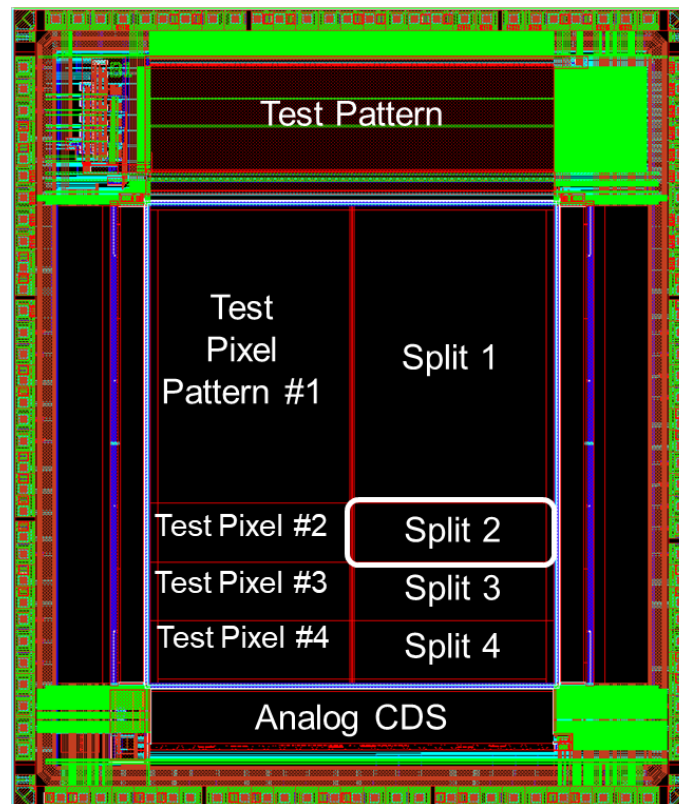 Test Pattern
Test
Pixel
Pattern #1
Split 1
Test Pixel #2
Split 2
Test Pixel #3
Split 3
Test Pixel #4
Split 4
Analog CDS